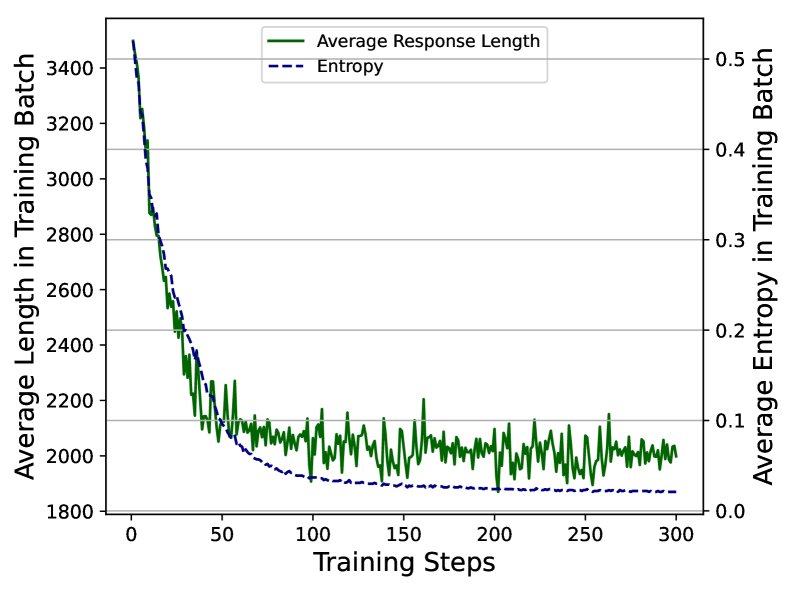 Average Response Length
Entropy
Average Length in Training Batch
3400
3200
3000
2800
2600
2400
2200
2000
1800
0.5
0.4
0.3
0.2
0.1
0.0
Average Entropy in Training Batch
0 50 100 150 200 250 300
Training Steps